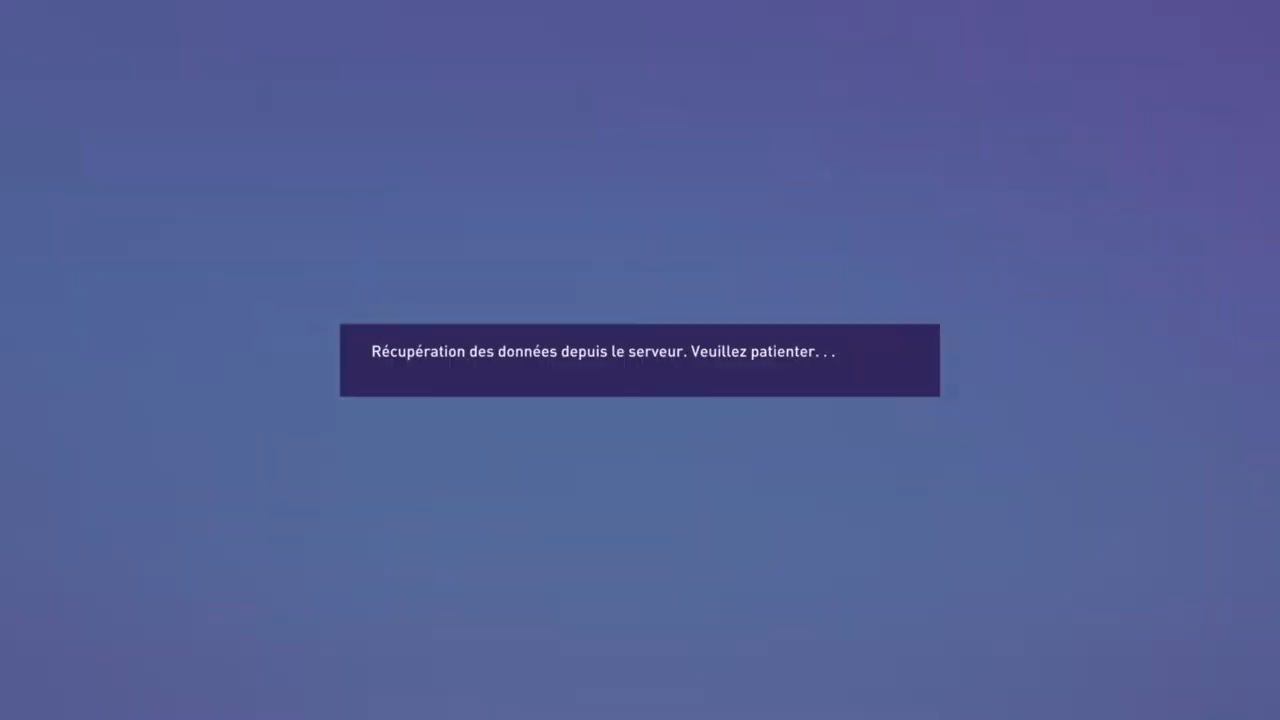 Récupération des données depuis le serveur. Veuillez patienter. . .